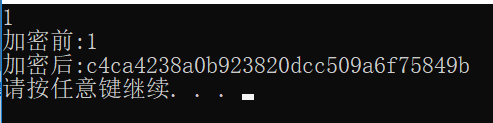 1
加密前:1
加密后:c4ca4238a0b923820dcc509a6f75849b
请按任意键继续. . .